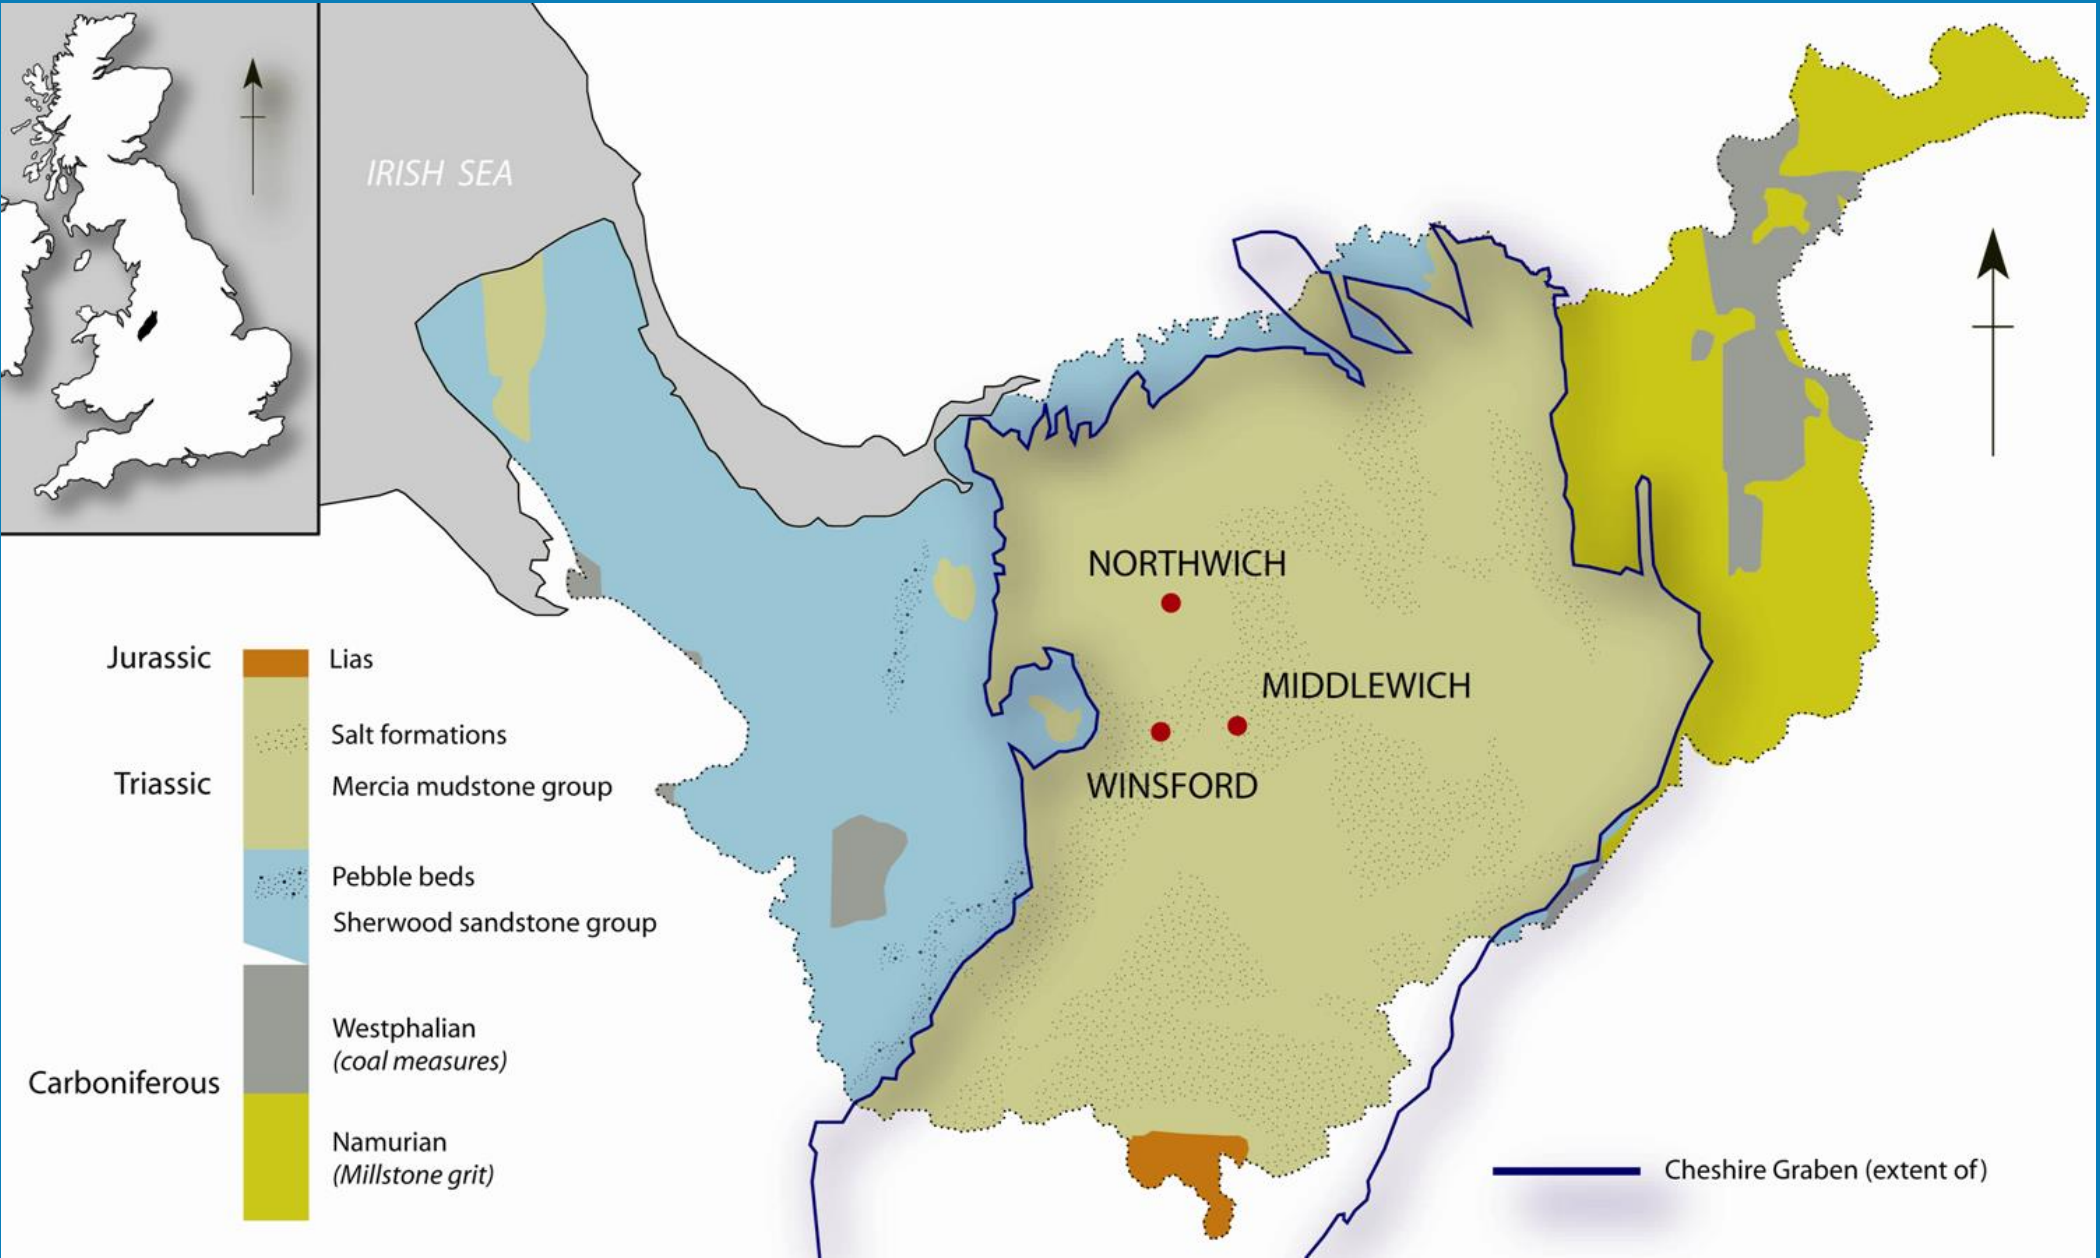 IRISH SEA
NORTHWICH
MIDDLEWICH
WINSFORD
Jurassic
Lias
Salt formations
Triassic
Mercia mudstone group
Pebble beds
Sherwood sandstone group
Westphalian
(coal measures)
Carboniferous
Namurian
(Millstone grit)
Cheshire Graben (extent of)